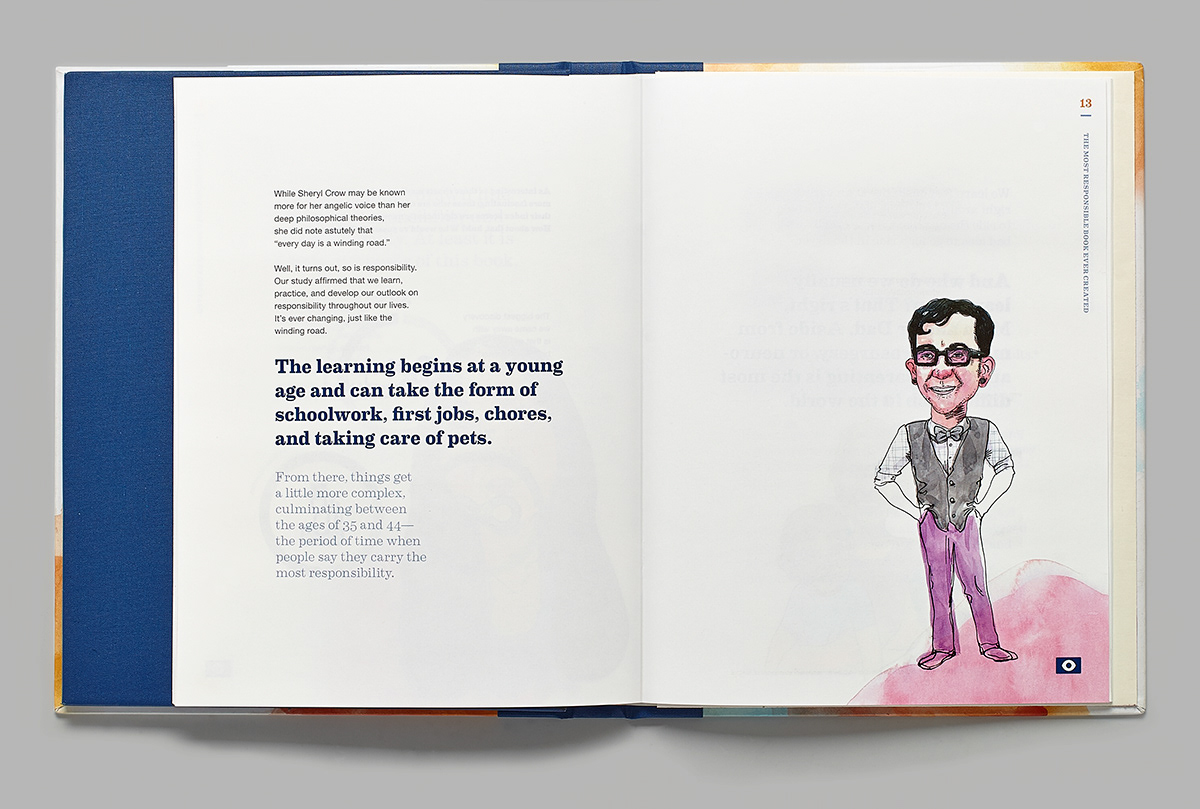 While Sheryl Crow may be known
more for her angelic voice than her
deep philosophical theories,
she did note astutely that
“every day is a winding road.”
Well, it turns out, so is responsibility.
Our study affirmed that we learn,
practice, and develop our outlook on
responsibility throughout our lives.
It’s ever changing, just like the
winding road.
The learning begins at a young
age and can take the form of
schoolwork, first jobs, chores,
and taking care of pets.
From there, things get
a little more complex,
culminating between
the ages of 35 and 44—
the period of time when
people say they carry the
most responsibility.
13
THE MOST RESPONSIBLE BOOK EVER CREATED